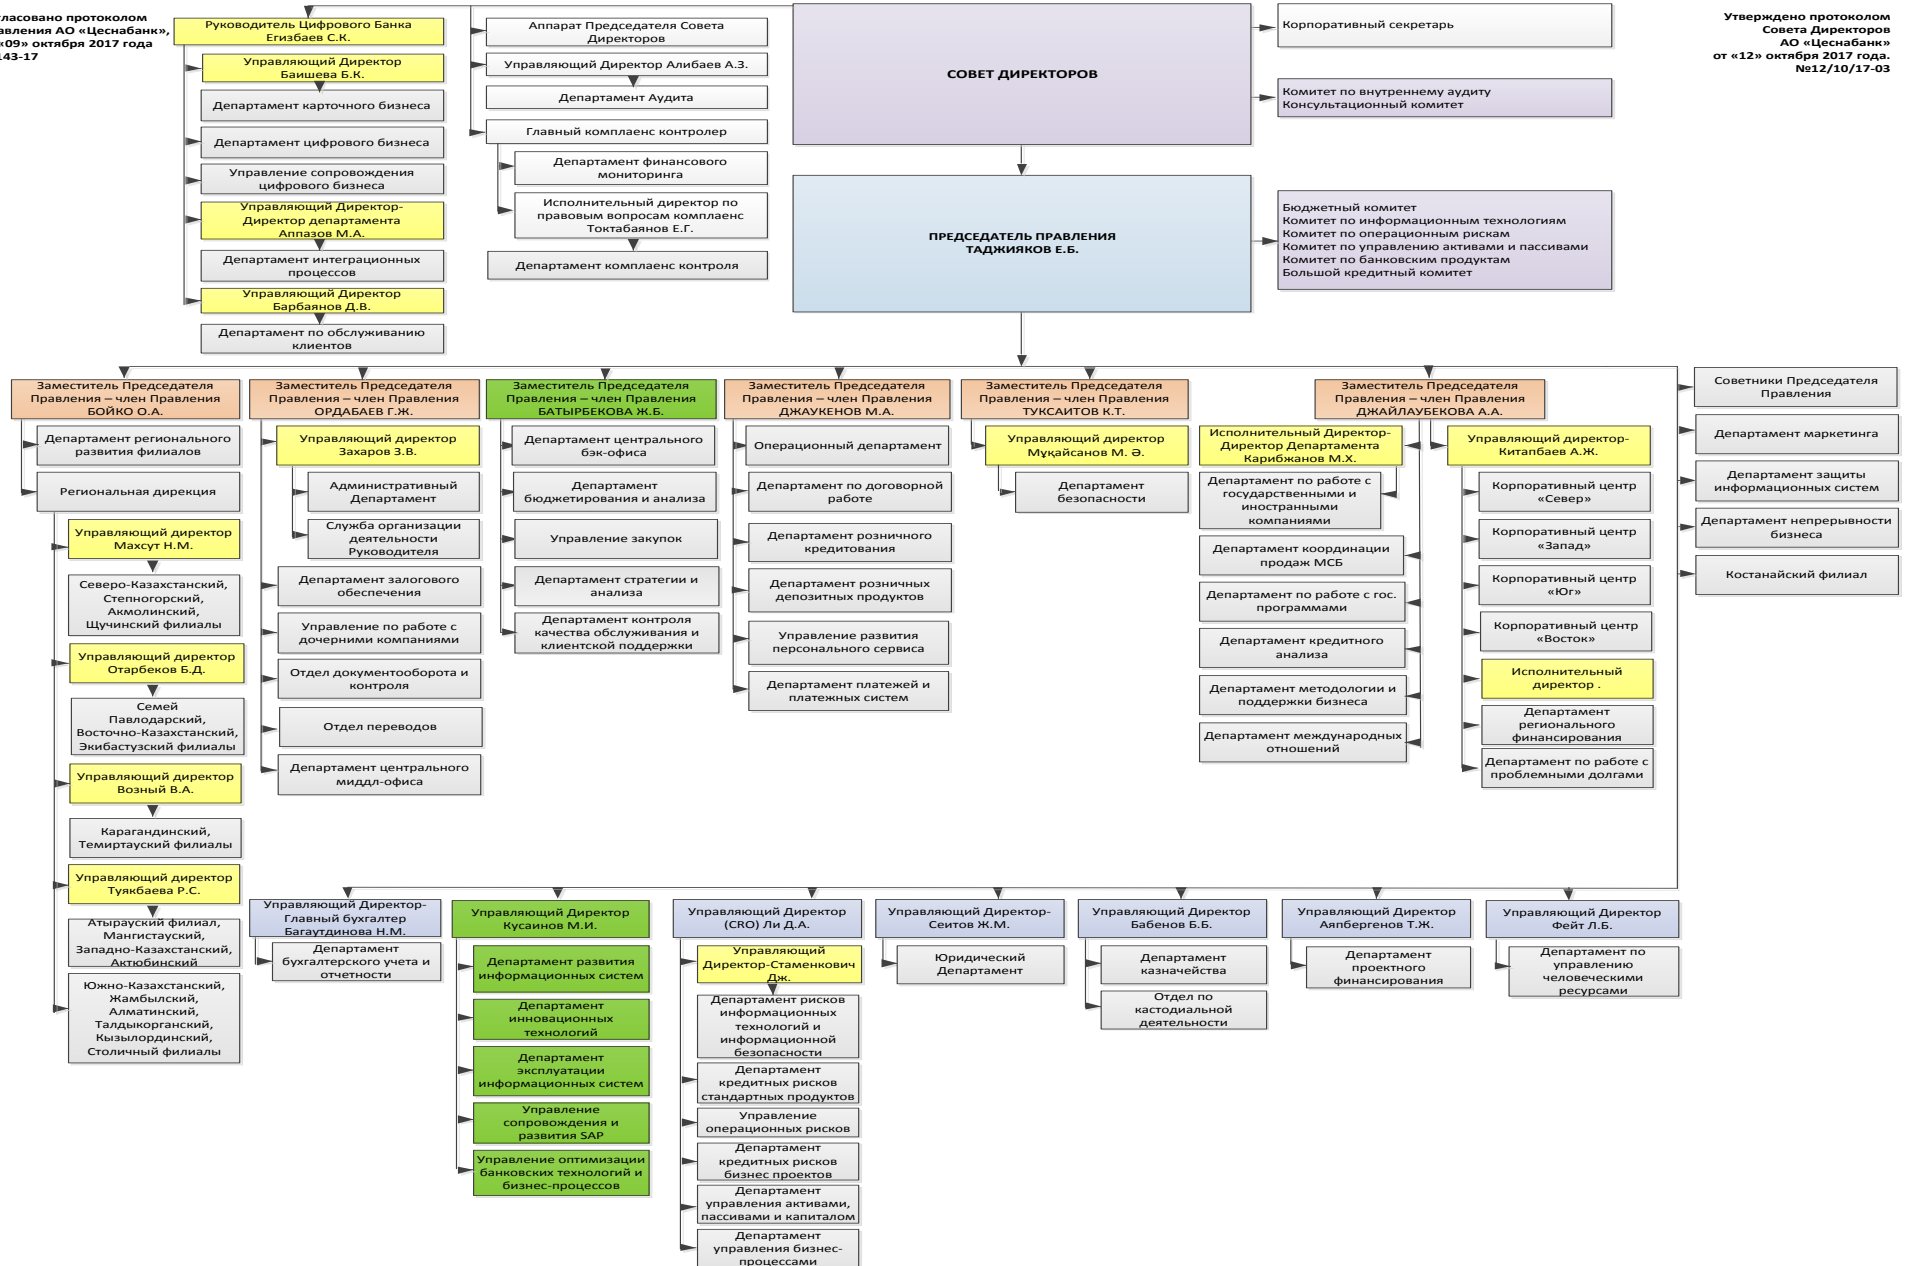 гласовано протоколом
авления АО «Цеснабанк»,
«09» октября 2017 года
143-17
Руководитель Цифрового Банка
Егизбаев С.К.
Управляющий Директор
Баишева Б.К.
Департамент карточного бизнеса
Департамент цифрового бизнеса
Управление сопровождения
цифрового бизнеса
Управляющий Директор-
Директор департамента
Аппазов М.А.
Департамент интеграционных
процессов
Управляющий Директор
Барбаянов Д.В.
Департамент по обслуживанию
клиентов
Аппарат Председателя Совета
Директоров
Управляющий Директор Алибаев А.З.
Департамент Аудита
Главный комплаенс контролер
Департамент финансового
мониторинга
Исполнительный директор по
правовым вопросам комплаенс
Токтабаянов Е.Г.
Департамент комплаенс контроля
СОВЕТ ДИРЕКТОРОВ
ПРЕДСЕДАТЕЛЬ ПРАВЛЕНИЯ
ТАДЖИЯКОВ Е.Б.
Корпоративный секретарь
Комитет по внутреннему аудиту
Консультационный комитет
Бюджетный комитет
Комитет по информационным технологиям
Комитет по операционным рискам
Комитет по управлению активами и пассивами
Комитет по банковским продуктам
Большой кредитный комитет
Утверждено протоколом
Совета Директоров
АО «Цеснабанк»
от «12» октября 2017 года.
№12/10/17-03
Заместитель Председателя
Правления – член Правления
БОЙКО О.А.
Департамент регионального
развития филиалов
Региональная дирекция
Управляющий директор
Махсут Н.М.
Северо-Казахстанский,
Степногорский,
Акмолинский,
Щучинский филиалы
Управляющий директор
Отарбеков Б.Д.
Семей
Павлодарский,
Восточно-Казахстанский,
Экибастузский филиалы
Управляющий директор
Возный В.А.
Карагандинский,
Темиртауский филиалы
Управляющий директор
Туякбаева Р.С.
Атырауский филиал,
Мангистауский,
Западно-Казахстанский,
Актюбинский
Южно-Казахстанский,
Жамбылский,
Алматинский,
Талдыкорганский,
Кызылординский,
Столичный филиалы
Заместитель Председателя
Правления – член Правления
ОРДАБАЕВ Г.Ж.
Управляющий директор
Захаров З.В.
Административный
Департамент
Служба организации
деятельности
Руководителя
Департамент залогового
обеспечения
Управление по работе с
дочерними компаниями
Отдел документооборота и
контроля
Отдел переводов
Департамент центрального
миддл-офиса
Заместитель Председателя
Правления – член Правления
БАТЫРБЕКОВА Ж.Б.
Департамент центрального
бэк-офиса
Департамент
бюджетирования и анализа
Управление закупок
Департамент стратегии и
анализа
Департамент контроля
качества обслуживания и
клиентской поддержки
Заместитель Председателя
Правления – член Правления
ДЖАУКЕНОВ М.А.
Операционный департамент
Департамент по договорной
работе
Департамент розничного
кредитования
Департамент розничных
депозитных продуктов
Управление развития
персонального сервиса
Департамент платежей и
платежных систем
Заместитель Председателя
Правления – член Правления
ТУКСАИТОВ К.Т.
Управляющий директор
Мұқайсанов М. Ә.
Департамент
безопасности
Заместитель Председателя
Правления – член Правления
ДЖАЙЛАУБЕКОВА А.А.
Исполнительный Директор-
Директор Департамента
Карибжанов М.Х.
Департамент по работе с
государственными и
иностранными
компаниями
Департамент координации
продаж МСБ
Департамент по работе с гос.
программами
Департамент кредитного
анализа
Департамент методологии и
поддержки бизнеса
Департамент международных
отношений
Управляющий директор-
Китапбаев А.Ж.
Корпоративный центр
«Север»
Корпоративный центр
«Запад»
Корпоративный центр
«Юг»
Корпоративный центр
«Восток»
Исполнительный
директор .
Департамент
регионального
финансирования
Департамент по работе с
проблемными долгами
Советники Председателя
Правления
Департамент маркетинга
Департамент защиты
информационных систем
Департамент непрерывности
бизнеса
Костанайский филиал
Управляющий Директор-
Главный бухгалтер
Багаутдинова Н.М.
Департамент
бухгалтерского учета и
отчетности
Управляющий Директор
Кусаинов М.И.
Департамент развития
информационных систем
Департамент
инновационных
технологий
Департамент
эксплуатации
информационных систем
Управление
сопровождения и
развития SAP
Управление оптимизации
банковских технологий и
бизнес-процессов
Управляющий Директор
(CRO) Ли Д.А.
Управляющий
Директор-Стаменкович
Дж.
Департамент рисков
информационных
технологий и
информационной
безопасности
Департамент
кредитных рисков
стандартных продуктов
Управление
операционных рисков
Департамент
кредитных рисков
бизнес проектов
Департамент
управления активами,
пассивами и капиталом
Департамент
управления бизнес-
процессами
Управляющий Директор-
Сеитов Ж.М.
Юридический
Департамент
Управляющий Директор
Бабенов Б.Б.
Департамент
казначейства
Отдел по
кастодиальной
деятельности
Управляющий Директор
Аяпбергенов Т.Ж.
Департамент
проектного
финансирования
Управляющий Директор
Фейт Л.Б.
Департамент по
управлению
человеческими
ресурсами